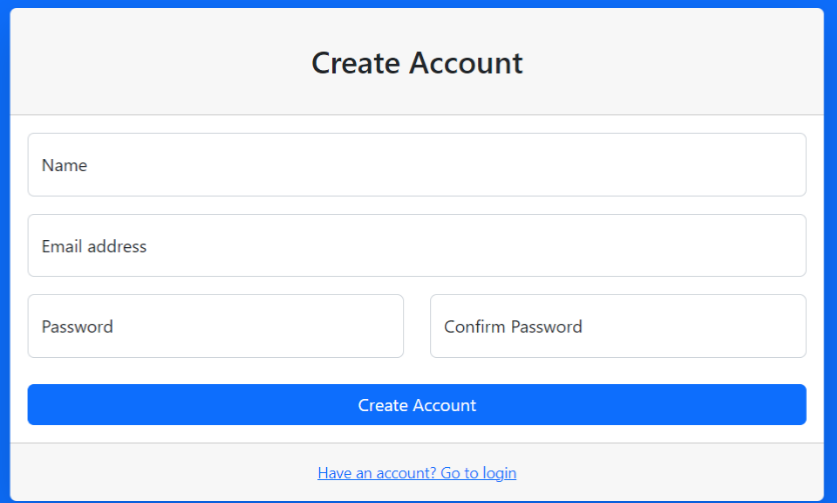 Create Account
Name
Email address
Password
Confirm Password
Create Account
Have an account? Go to login